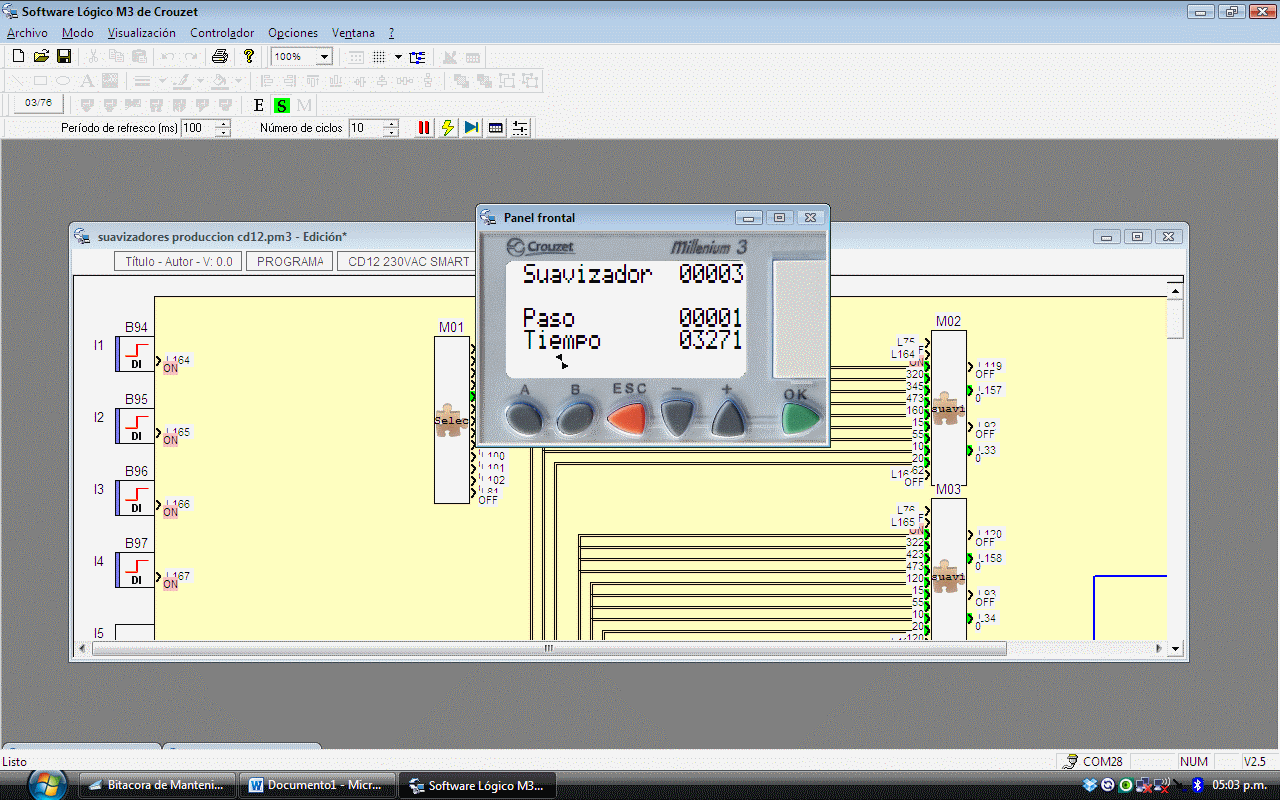 Software Lógico M3 de Crouzet
Archivo Modo Visualización Controlador Opciones Ventana ?
100%
03/76 E S M
Período de refresco (ms) 100 Número de ciclos 10
Panel frontal
suavizadores produccion cd12.pm3 - Edición*
Crouzet Millenium 3
Título - Autor - V: 0.0 PROGRAMA CD12 230VAC SMART
Suavizador 00003
Paso 00001
Tiempo 03271
A B ESC − + OK
B94
I1
DI
L164
ON
B95
I2
DI
L165
ON
B96
I3
DI
L166
ON
B97
I4
DI
L167
ON
I5
M01
Selec
L100
L101
L102
L81
OFF
M02
L75
L164
ON
320
345
473
160
15
55
10
20
62
OFF
suavi
L119
OFF
L157
0
L92
OFF
L33
0
M03
L76
L165
ON
322
423
473
120
15
55
10
20
120
suavi
L120
OFF
L158
0
L93
OFF
L34
0
Listo COM28 NUM V2.5
Bitacora de Manteni... Documento1 - Micr... Software Lógico M3... 05:03 p.m.